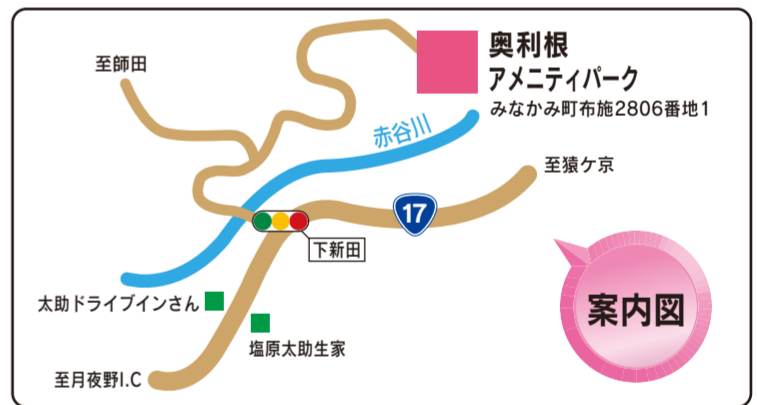 奥利根
アメニティパーク
みなかみ町布施2806番地1
至師田
赤谷川
至猿ケ京
17
下新田
太助ドライブインさん
塩原太助生家
至月夜野I.C
案内図